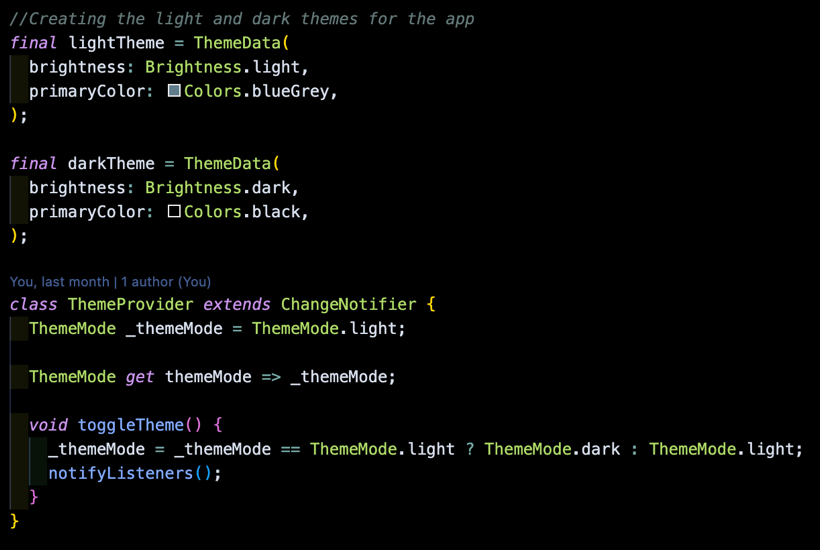 //Creating the light and dark themes for the app
final lightTheme = ThemeData(
  brightness: Brightness.light,
  primaryColor: Colors.blueGrey,
);

final darkTheme = ThemeData(
  brightness: Brightness.dark,
  primaryColor: Colors.black,
);

You, last month | 1 author (You)
class ThemeProvider extends ChangeNotifier {
  ThemeMode _themeMode = ThemeMode.light;

  ThemeMode get themeMode => _themeMode;

  void toggleTheme() {
    _themeMode = _themeMode == ThemeMode.light ? ThemeMode.dark : ThemeMode.light;
    notifyListeners();
  }
}